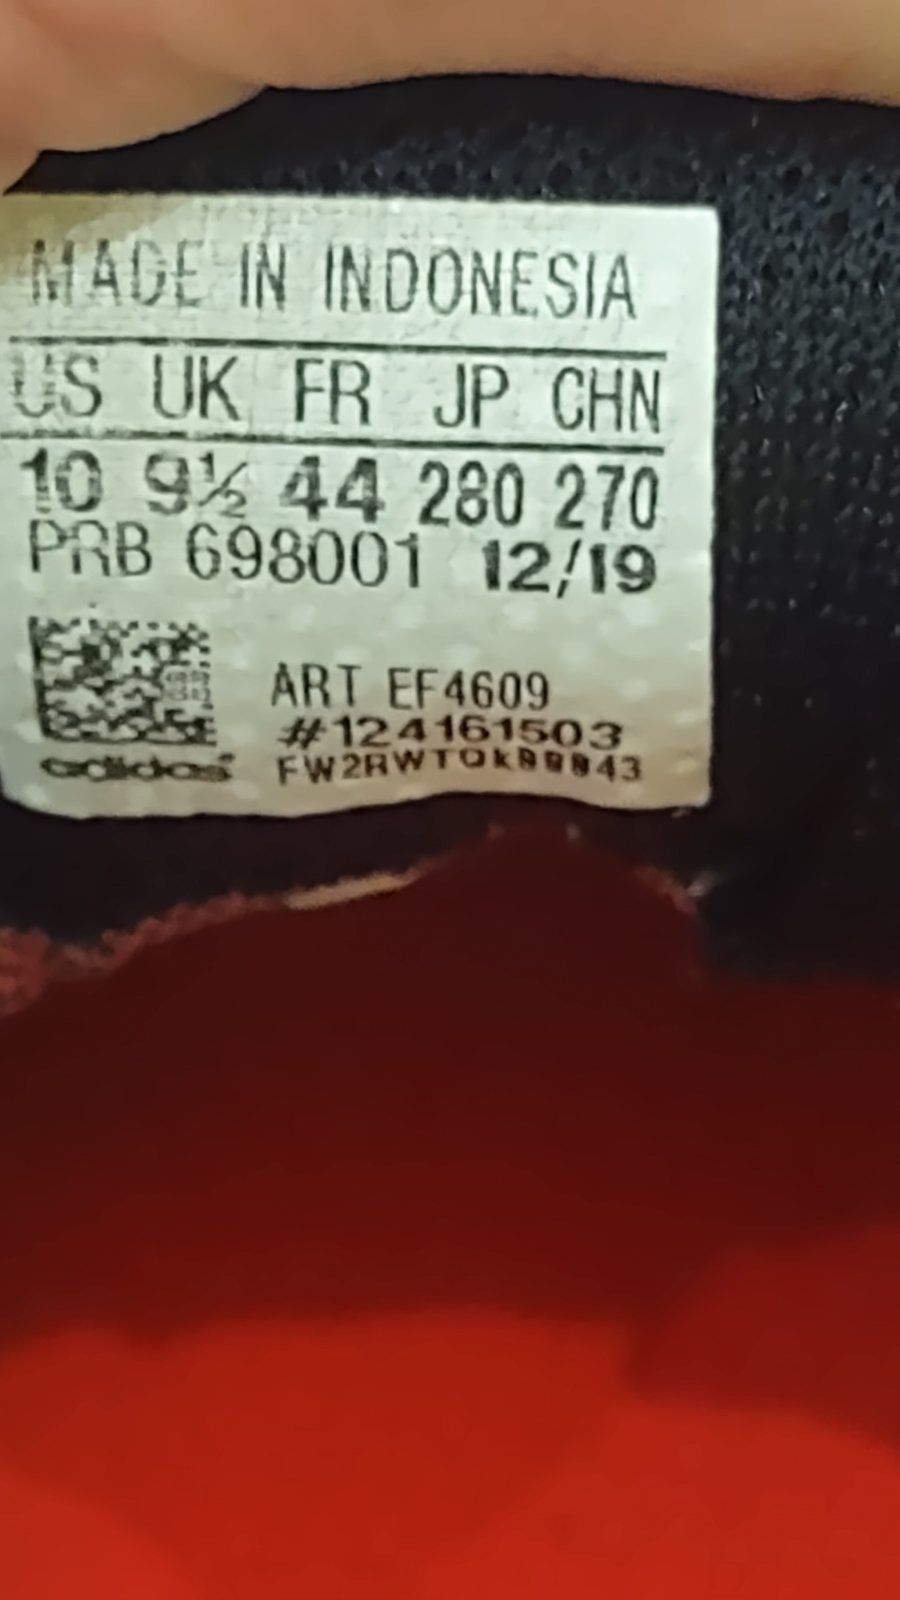 MADE IN INDONESIA
US UK FR JP CHN
10 9½ 44 280 270
PRB 698001 12/19
ART EF4609
#124161503
adidas